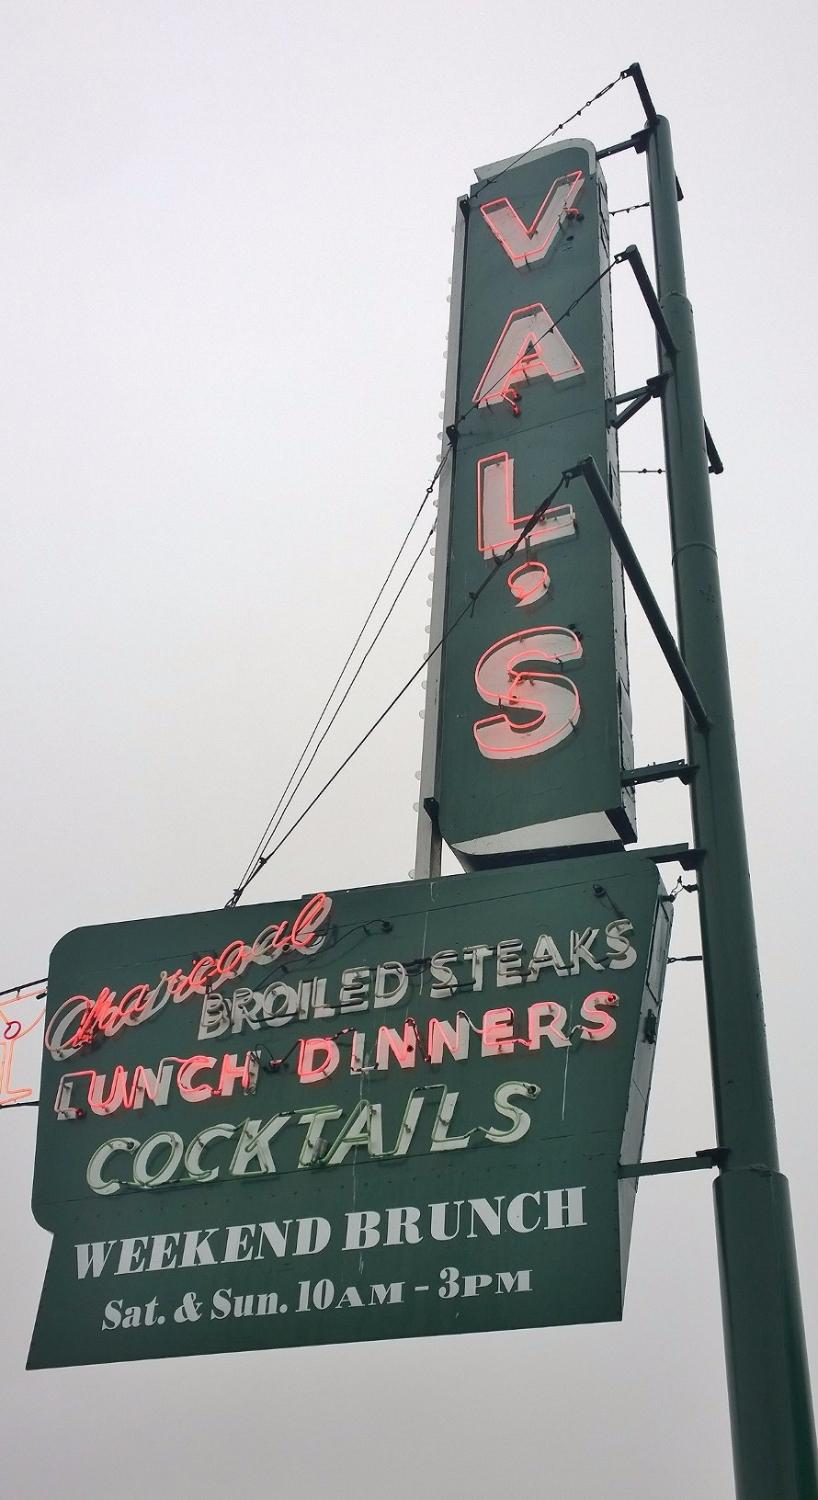 VAL'S
Charcoal
BROILED STEAKS
LUNCH DINNERS
COCKTAILS
WEEKEND BRUNCH
Sat. & Sun. 10AM - 3PM